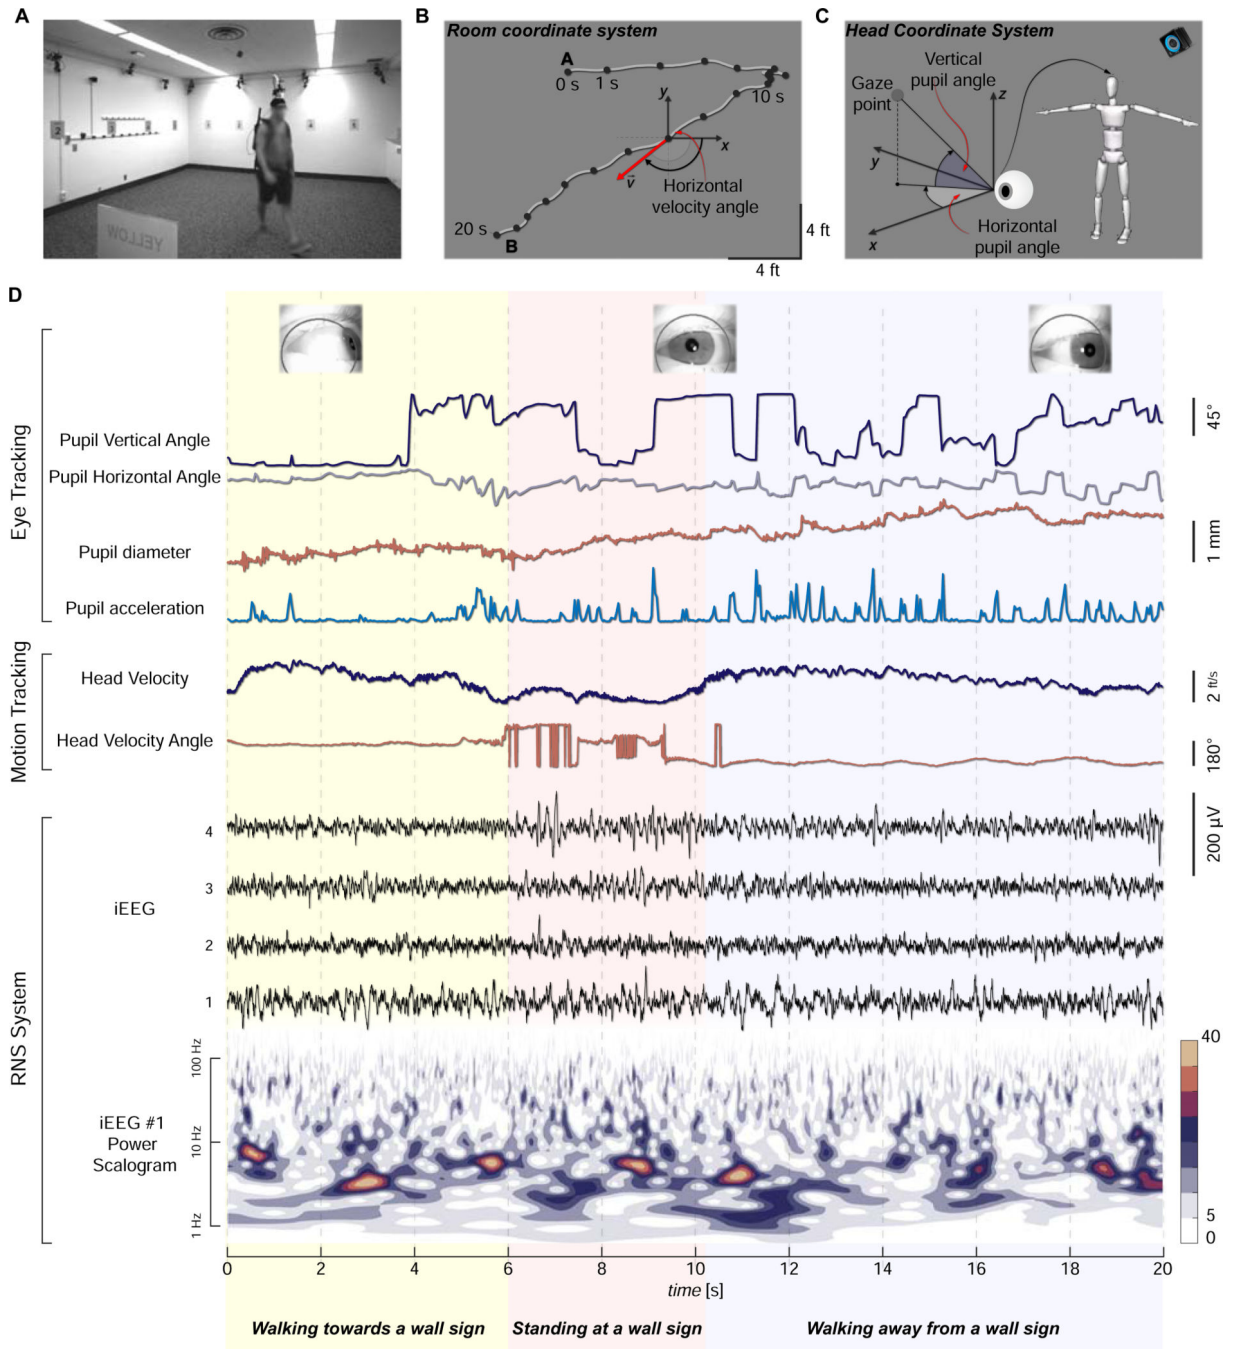 A
YELLOW
B
Room coordinate system
A
0 s
1 s
10 s
y
x
v
Horizontal
velocity angle
20 s
B
4 ft
4 ft
C
Head Coordinate System
Vertical
pupil angle
Gaze
point
z
y
x
Horizontal
pupil angle
D
Eye Tracking
Pupil Vertical Angle
45°
Pupil Horizontal Angle
Pupil diameter
1 mm
Pupil acceleration
Motion Tracking
Head Velocity
2 ft/s
Head Velocity Angle
180°
RNS System
iEEG
4
3
2
1
200 µV
iEEG #1
Power
Scalogram
100 Hz
10 Hz
1 Hz
40
5
0
0 2 4 6 8 10 12 14 16 18 20
time [s]
Walking towards a wall sign
Standing at a wall sign
Walking away from a wall sign